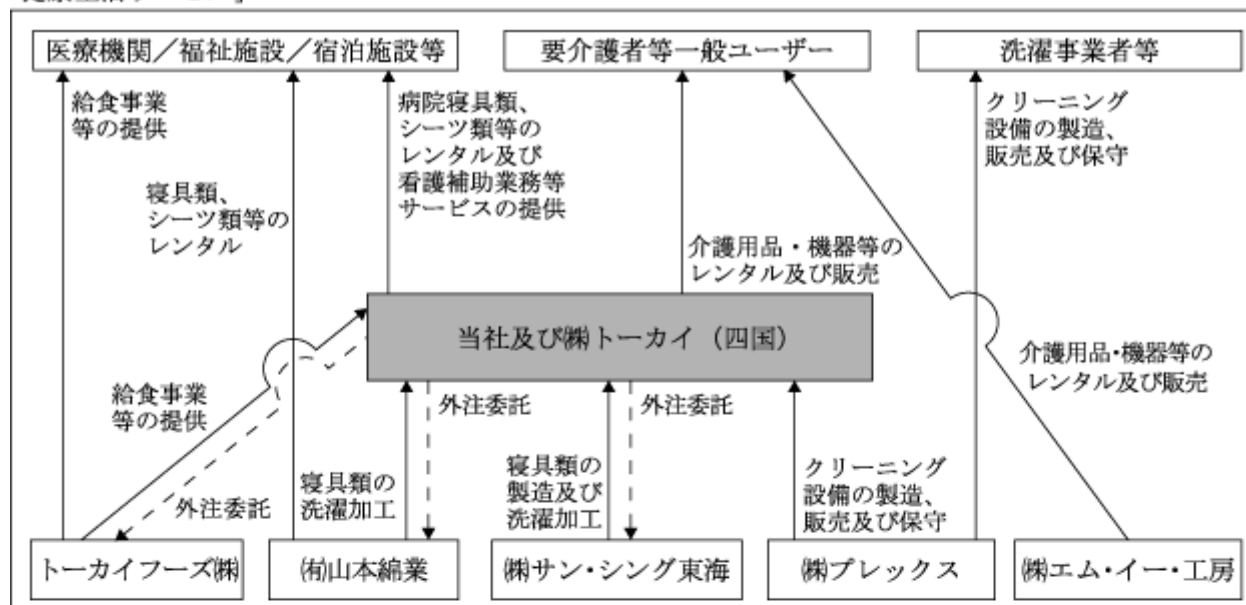 医療機関／福祉施設／宿泊施設等
要介護者等一般ユーザー
洗濯事業者等
給食事業
等の提供
病院寝具類、
シーツ類等の
レンタル及び
看護補助業務等
サービスの提供
クリーニング
設備の製造、
販売及び保守
寝具類、
シーツ類等の
レンタル
介護用品・機器等の
レンタル及び販売
当社及び㈱トーカイ（四国）
介護用品・機器等の
レンタル及び販売
給食事業
等の提供
外注委託
外注委託
寝具類の
洗濯加工
寝具類の
製造及び
洗濯加工
クリーニング
設備の製造、
販売及び保守
外注委託
トーカイフーズ㈱
㈲山本綿業
㈱サン・シング東海
㈱プレックス
㈱エム・イー・工房